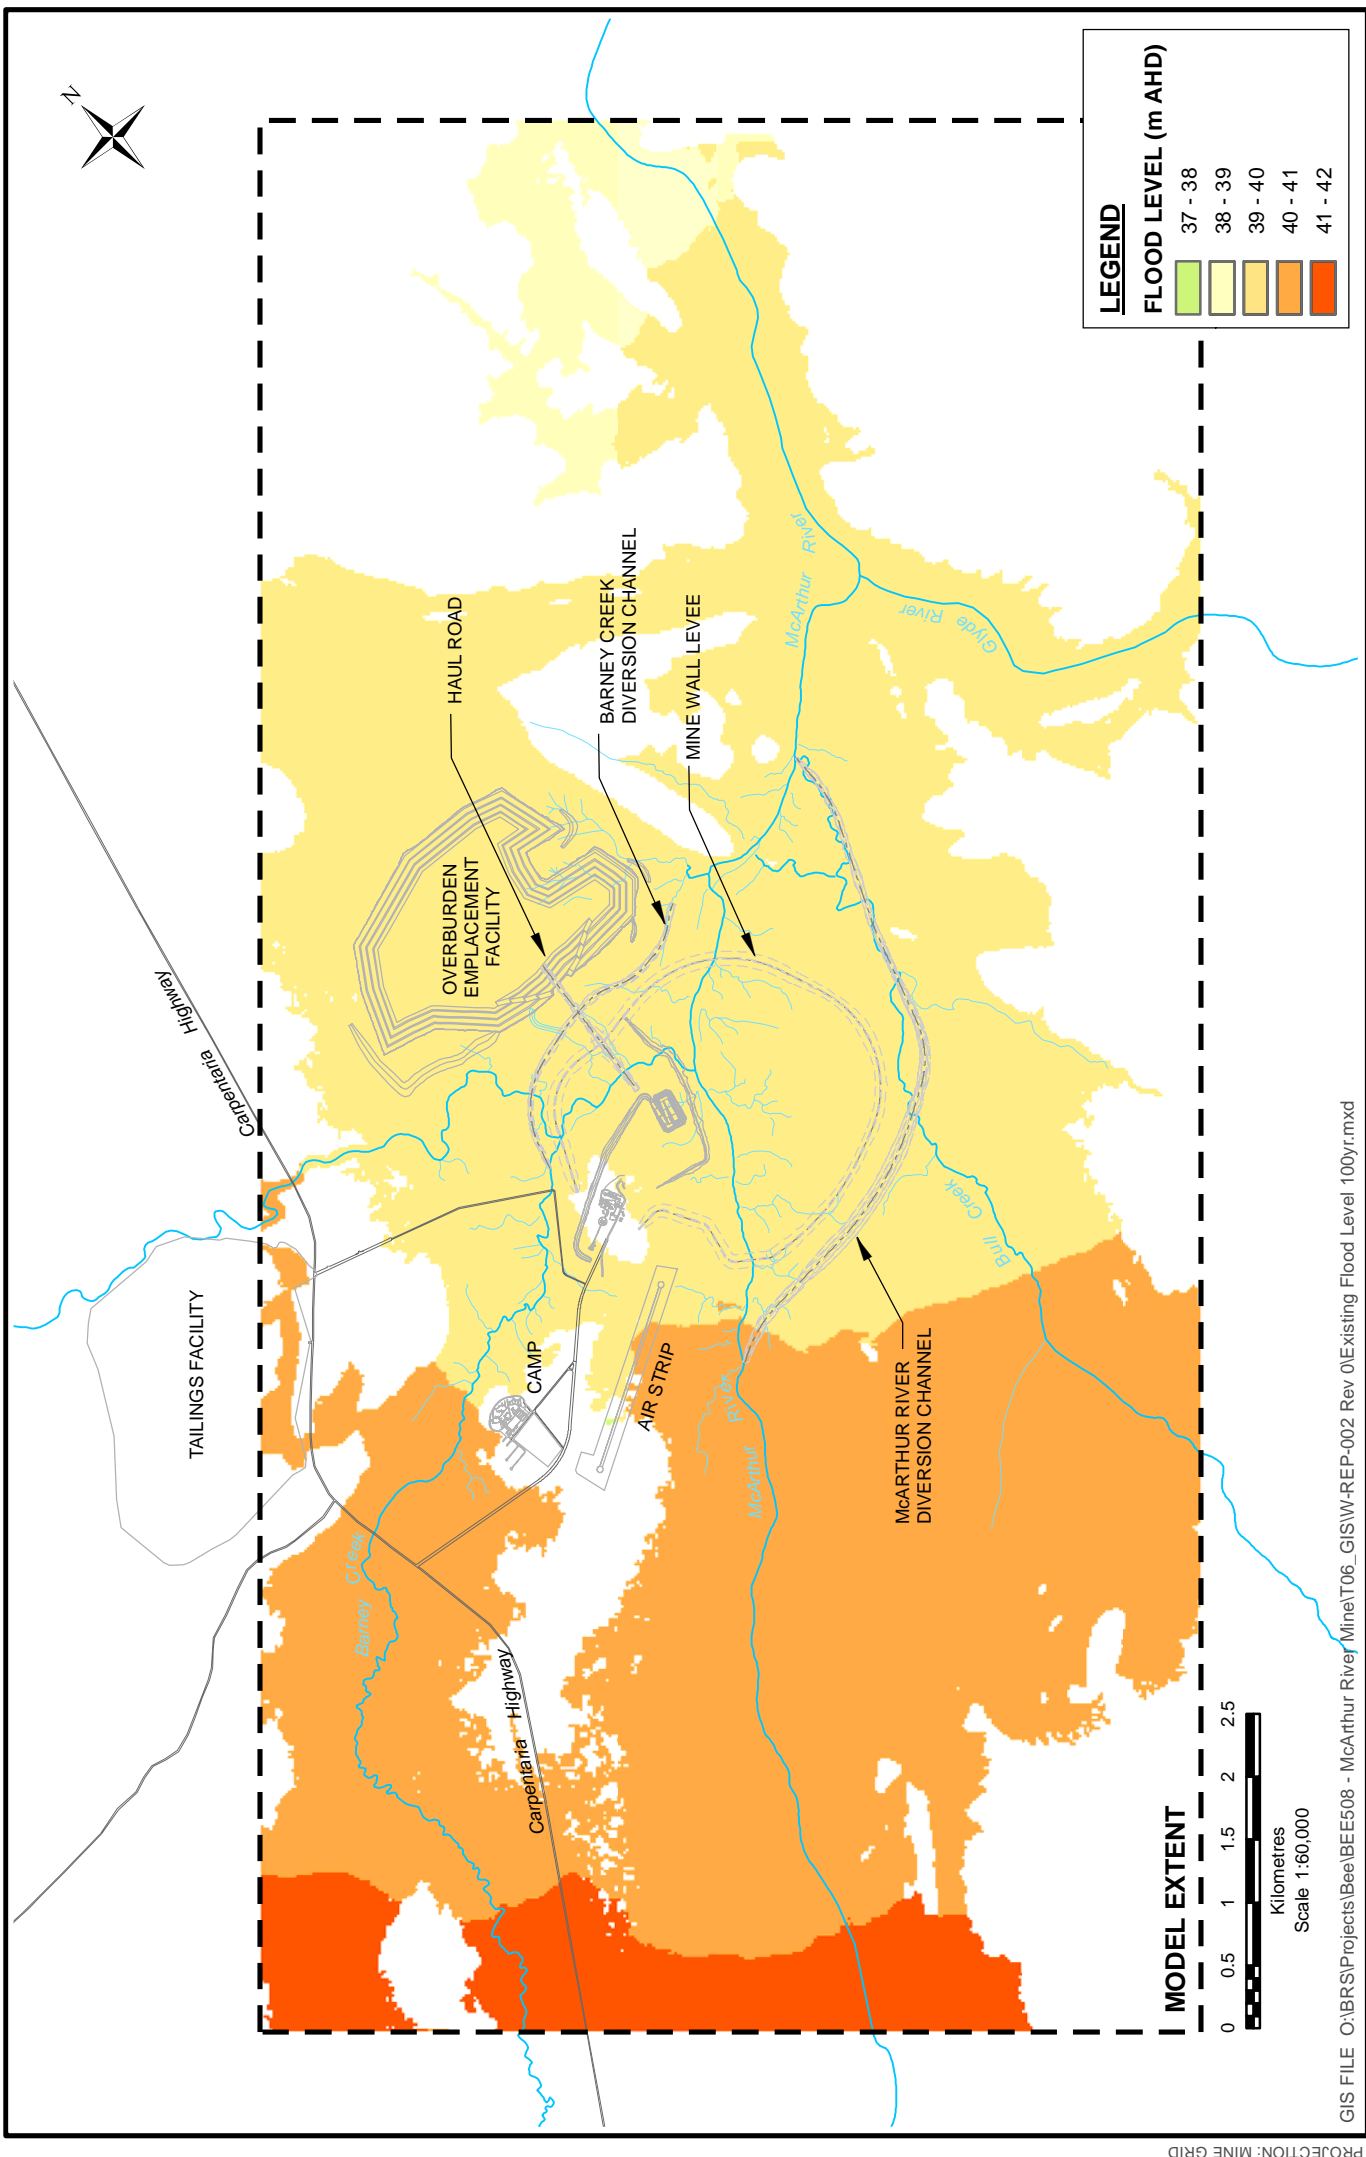 N
Carpentaria Highway
TAILINGS FACILITY
HAUL ROAD
OVERBURDEN
EMPLACEMENT
FACILITY
BARNEY CREEK
DIVERSION CHANNEL
MINE WALL LEVEE
McArthur River
Glyde River
Barney Creek
CAMP
AIR STRIP
Carpentaria Highway
McArthur River
Bull Creek
McARTHUR RIVER
DIVERSION CHANNEL
MODEL EXTENT
0 0.5 1 1.5 2 2.5
Kilometres
Scale 1:60,000
LEGEND
FLOOD LEVEL (m AHD)
37 - 38
38 - 39
39 - 40
40 - 41
41 - 42
GIS FILE O:\BRS\Projects\Bee\BEE508 - McArthur River Mine\T06_GIS\W-REP-002 Rev 0\Existing Flood Level 100yr.mxd
PROJECTION: MINE GRID